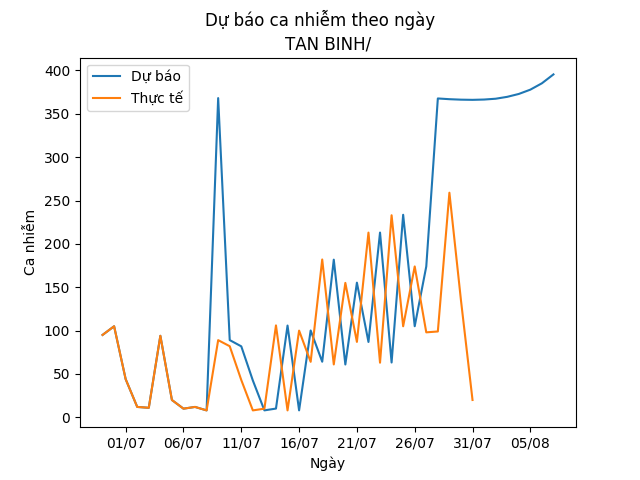 Dự báo ca nhiễm theo ngày
TAN BINH/
Dự báo
Thực tế
Ca nhiễm
400
350
300
250
200
150
100
50
0
01/07 06/07 11/07 16/07 21/07 26/07 31/07 05/08
Ngày